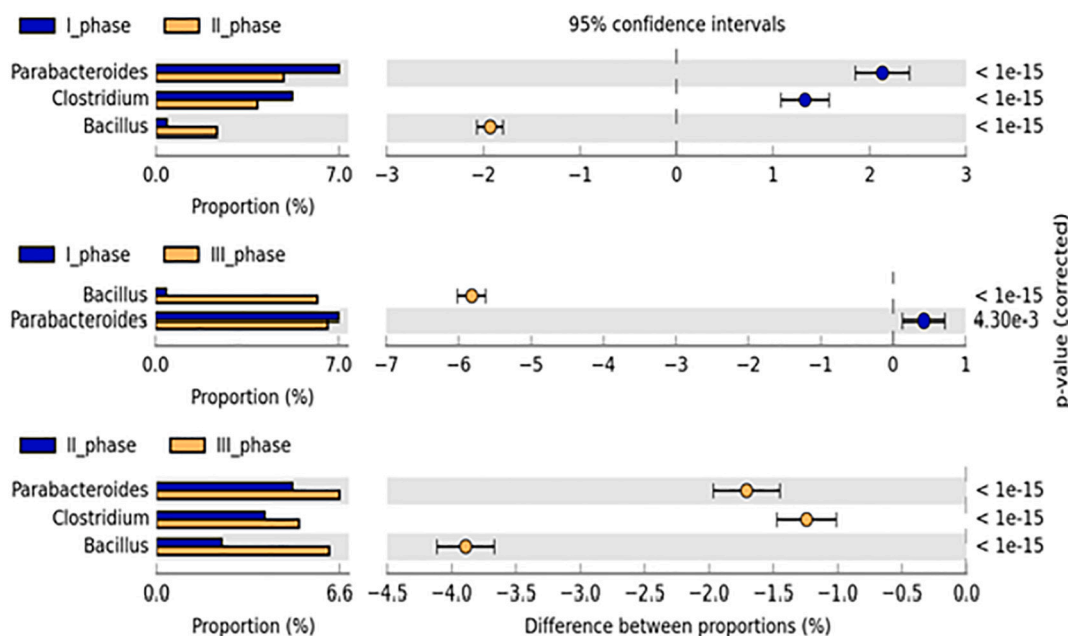 I_phase II_phase 95% confidence intervals
Parabacteroides < 1e-15
Clostridium < 1e-15
Bacillus < 1e-15
0.0 7.0 −3 −2 −1 0 1 2 3
Proportion (%)
I_phase III_phase
Bacillus < 1e-15
Parabacteroides 4.30e-3
0.0 7.0 −7 −6 −5 −4 −3 −2 −1 0 1
Proportion (%)
p-value (corrected)
II_phase III_phase
Parabacteroides < 1e-15
Clostridium < 1e-15
Bacillus < 1e-15
0.0 6.6 −4.5 −4.0 −3.5 −3.0 −2.5 −2.0 −1.5 −1.0 −0.5 0.0
Proportion (%) Difference between proportions (%)